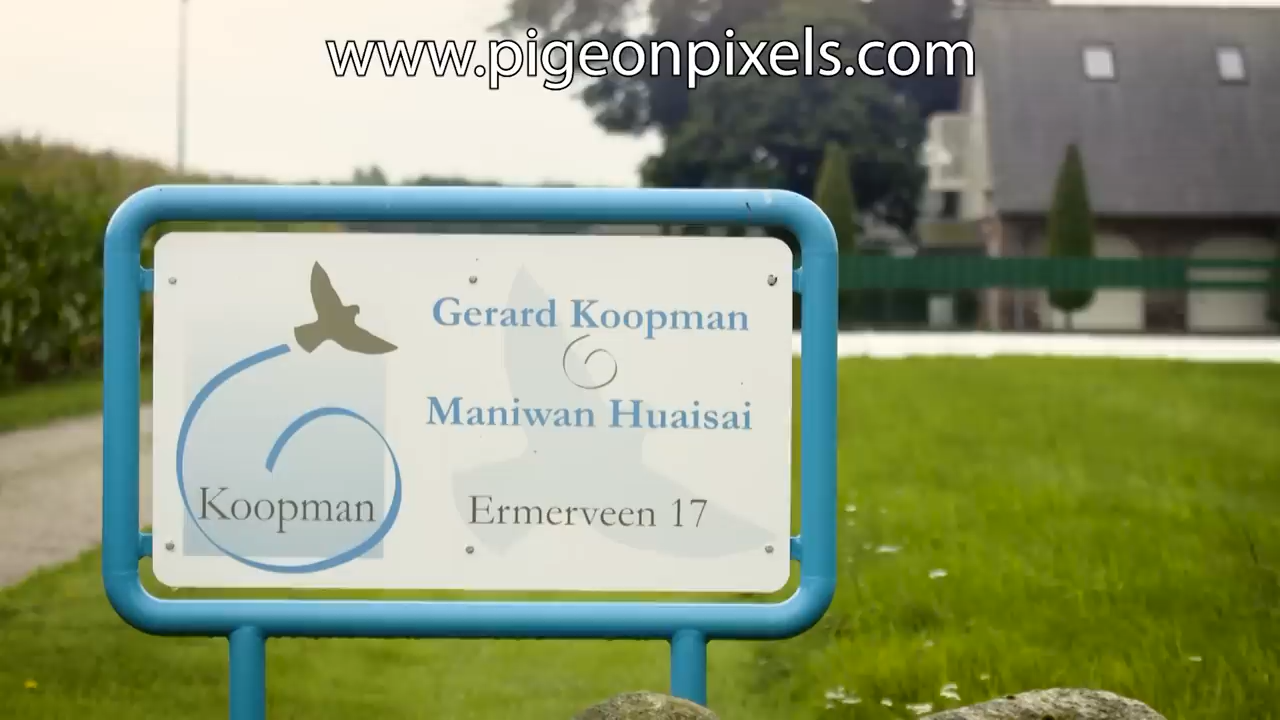 www.pigeonpixels.com
Gerard Koopman
Maniwan Huaisai
Koopman
Ermerveen 17